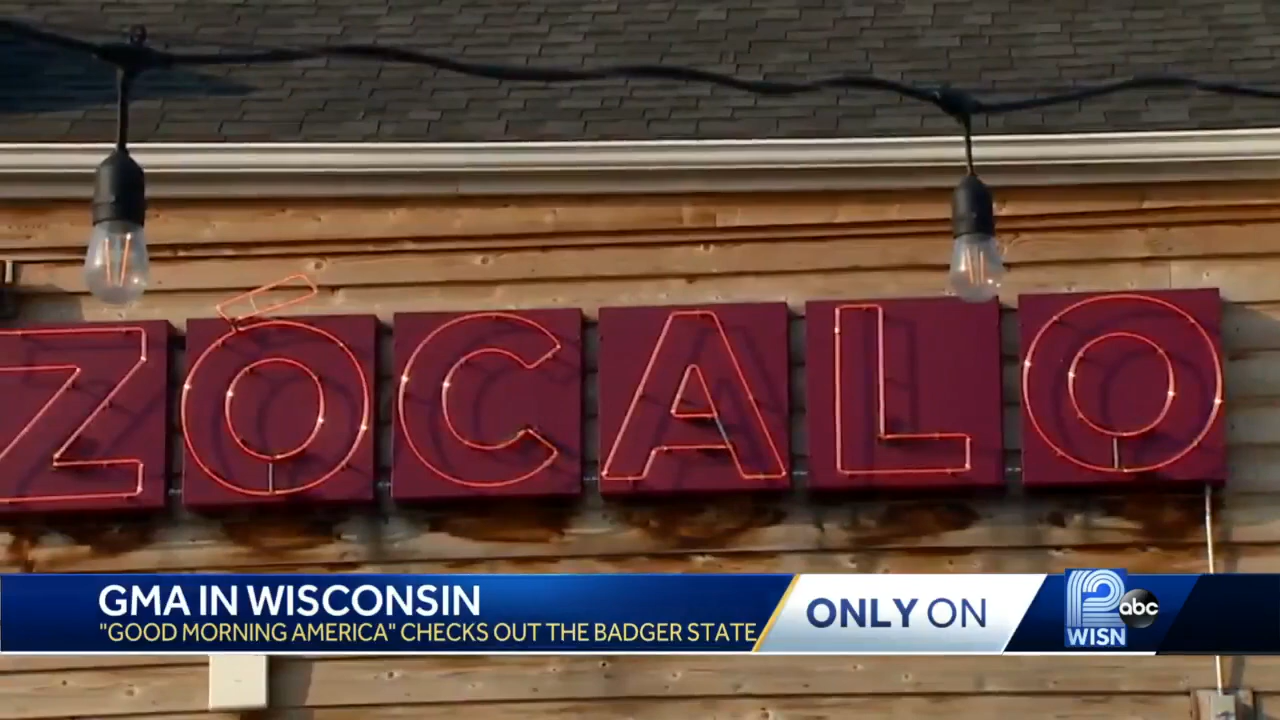 ZÓCALO
GMA IN WISCONSIN
"GOOD MORNING AMERICA" CHECKS OUT THE BADGER STATE
ONLY ON
12
abc
WISN